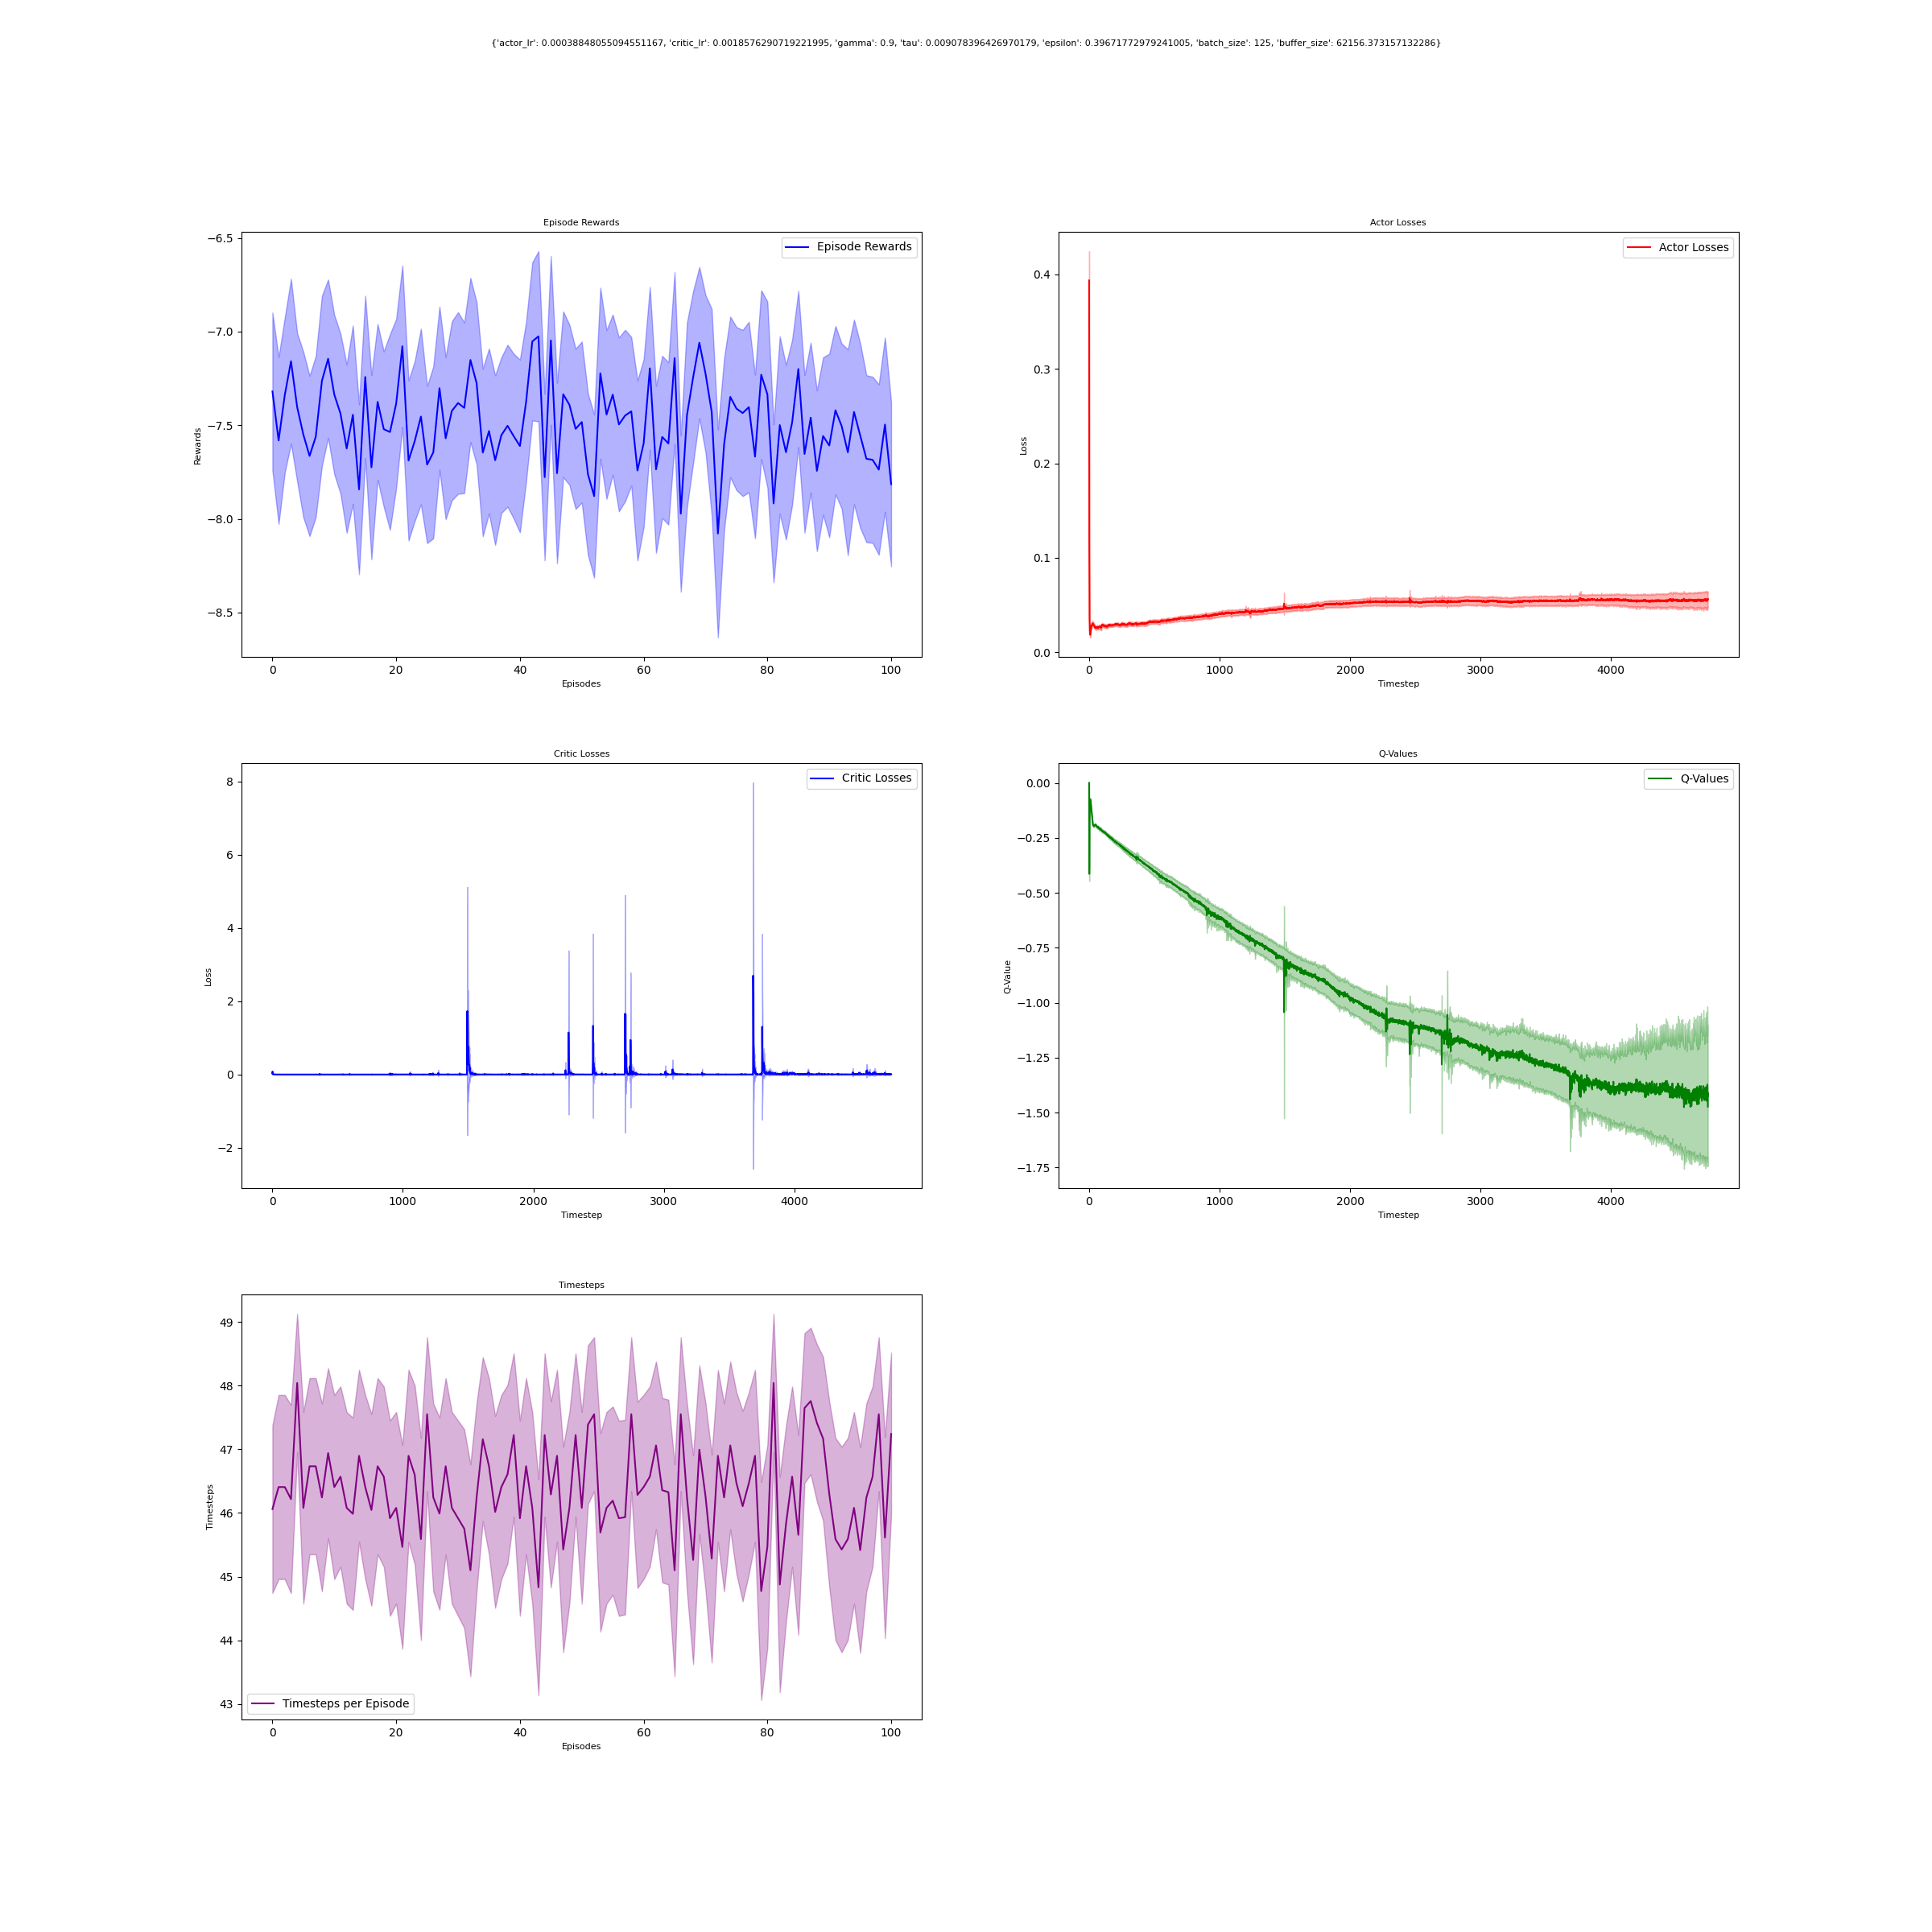 {'actor_lr': 0.00038848055094551167, 'critic_lr': 0.0018576290719221995, 'gamma': 0.9, 'tau': 0.009078396426970179, 'epsilon': 0.39671772979241005, 'batch_size': 125, 'buffer_size': 62156.373157132286}
Episode Rewards
Episode Rewards
Rewards
−6.5
−7.0
−7.5
−8.0
−8.5
0 20 40 60 80 100
Episodes
Actor Losses
Actor Losses
Loss
0.4
0.3
0.2
0.1
0.0
0 1000 2000 3000 4000
Timestep
Critic Losses
Critic Losses
Loss
8
6
4
2
0
−2
0 1000 2000 3000 4000
Timestep
Q-Values
Q-Values
Q-Value
0.00
−0.25
−0.50
−0.75
−1.00
−1.25
−1.50
−1.75
0 1000 2000 3000 4000
Timestep
Timesteps
Timesteps
49
48
47
46
45
44
43
Timesteps per Episode
0 20 40 60 80 100
Episodes